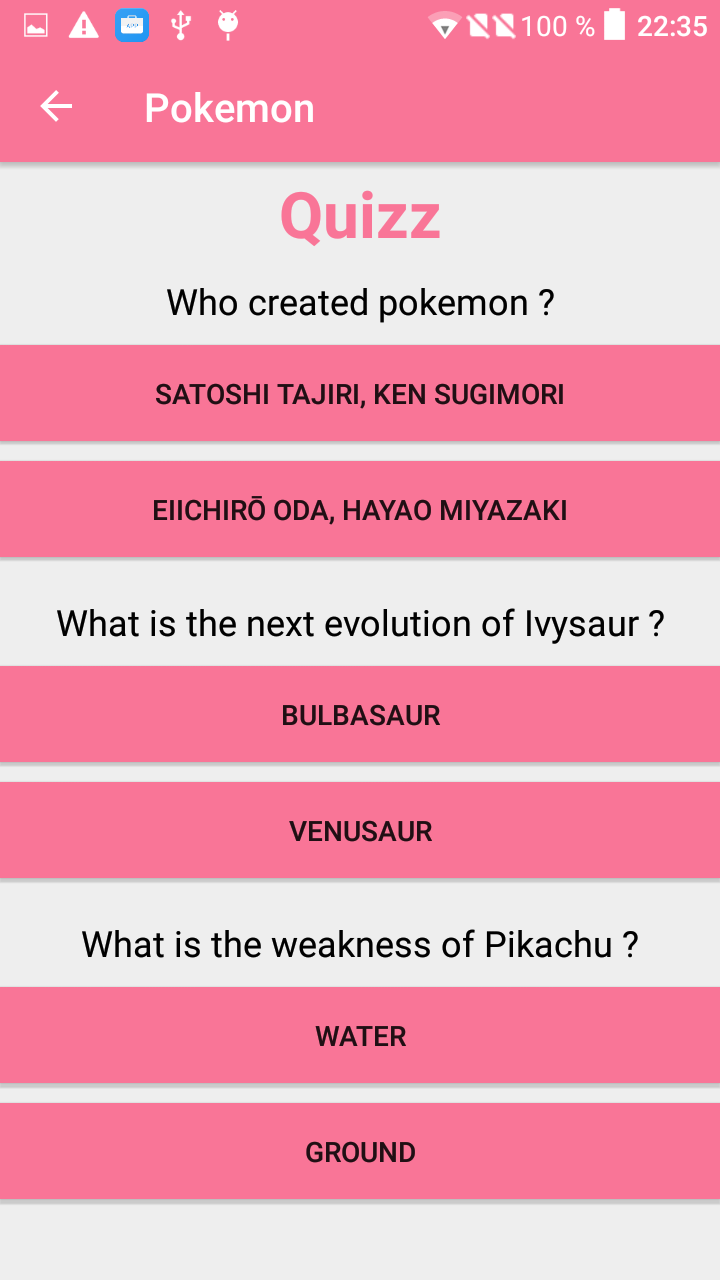 100 % 22:35
Pokemon
Quizz
Who created pokemon ?
SATOSHI TAJIRI, KEN SUGIMORI
EIICHIRŌ ODA, HAYAO MIYAZAKI
What is the next evolution of Ivysaur ?
BULBASAUR
VENUSAUR
What is the weakness of Pikachu ?
WATER
GROUND